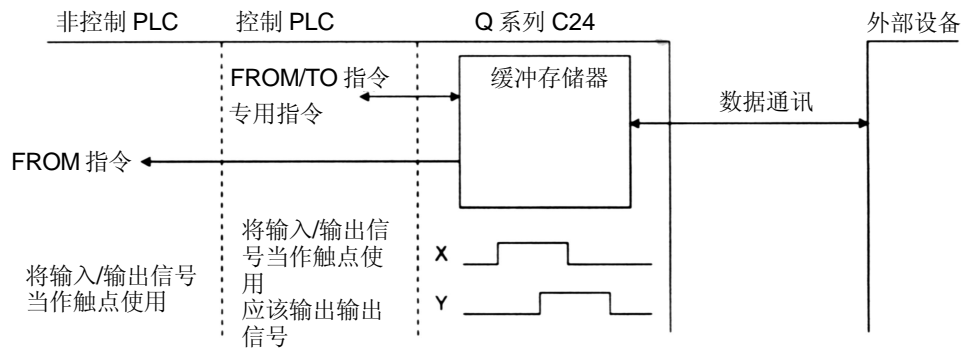 非控制 PLC
控制 PLC
Q 系列 C24
外部设备
FROM/TO 指令
专用指令
缓冲存储器
数据通讯
FROM 指令
将输入/输出信号
当作触点使用
将输入/输出信
号当作触点使
用
应该输出输出
信号
X
Y